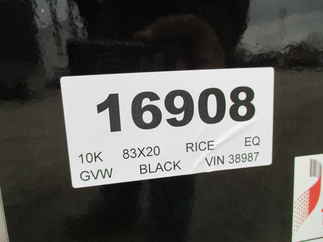 16908
10K 83X20 RICE EQ
GVW BLACK VIN 38987